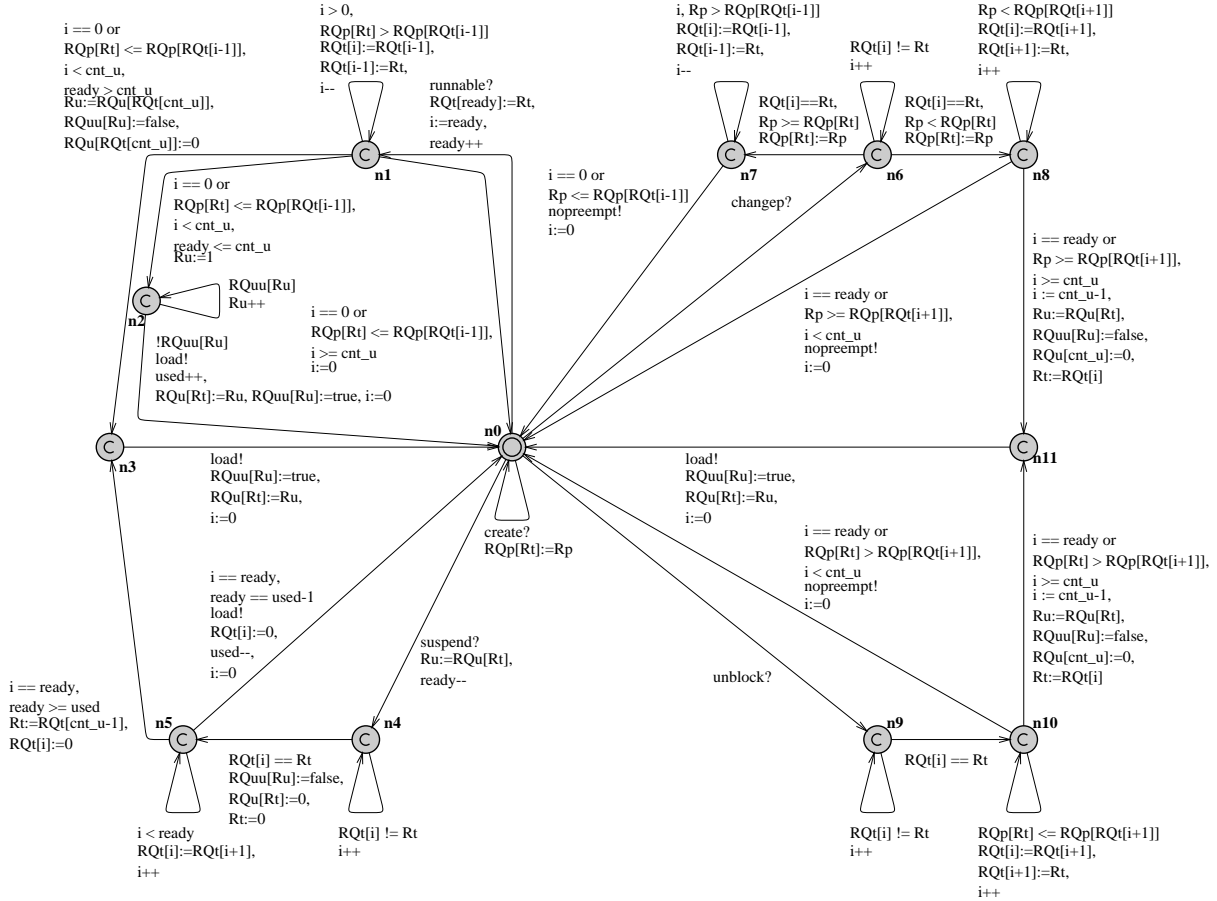 i > 0,
RQp[Rt] > RQp[RQt[i-1]]
RQt[i]:=RQt[i-1],
RQt[i-1]:=Rt,
i--
i == 0 or
RQp[Rt] <= RQp[RQt[i-1]],
i < cnt_u,
ready > cnt_u
Ru:=RQu[RQt[cnt_u]],
RQuu[Ru]:=false,
RQu[RQt[cnt_u]]:=0
runnable?
RQt[ready]:=Rt,
i:=ready,
ready++
C
n1
i == 0 or
RQp[Rt] <= RQp[RQt[i-1]],
i < cnt_u,
ready <= cnt_u
Ru:=1
C
n2
RQuu[Ru]
Ru++
i == 0 or
RQp[Rt] <= RQp[RQt[i-1]],
i >= cnt_u
i:=0
!RQuu[Ru]
load!
used++,
RQu[Rt]:=Ru, RQuu[Ru]:=true, i:=0
i, Rp > RQp[RQt[i-1]]
RQt[i]:=RQt[i-1],
RQt[i-1]:=Rt,
i--
RQt[i] != Rt
i++
Rp < RQp[RQt[i+1]]
RQt[i]:=RQt[i+1],
RQt[i+1]:=Rt,
i++
RQt[i]==Rt,
Rp >= RQp[Rt]
RQp[Rt]:=Rp
RQt[i]==Rt,
Rp < RQp[Rt]
RQp[Rt]:=Rp
C
n7
C
n6
C
n8
i == 0 or
Rp <= RQp[RQt[i-1]]
nopreempt!
i:=0
changep?
i == ready or
Rp >= RQp[RQt[i+1]],
i < cnt_u
nopreempt!
i:=0
i == ready or
Rp >= RQp[RQt[i+1]],
i >= cnt_u
i := cnt_u-1,
Ru:=RQu[Rt],
RQuu[Ru]:=false,
RQu[cnt_u]:=0,
Rt:=RQt[i]
C
n3
n0
C
n11
load!
RQuu[Ru]:=true,
RQu[Rt]:=Ru,
i:=0
create?
RQp[Rt]:=Rp
load!
RQuu[Ru]:=true,
RQu[Rt]:=Ru,
i:=0
i == ready,
ready == used-1
load!
RQt[i]:=0,
used--,
i:=0
suspend?
Ru:=RQu[Rt],
ready--
i == ready or
RQp[Rt] > RQp[RQt[i+1]],
i < cnt_u
nopreempt!
i:=0
i == ready or
RQp[Rt] > RQp[RQt[i+1]],
i >= cnt_u
i := cnt_u-1,
Ru:=RQu[Rt],
RQuu[Ru]:=false,
RQu[cnt_u]:=0,
Rt:=RQt[i]
unblock?
i == ready,
ready >= used
Rt:=RQt[cnt_u-1],
RQt[i]:=0
n5
C
n4
C
n9
C
n10
C
RQt[i] == Rt
RQuu[Ru]:=false,
RQu[Rt]:=0,
Rt:=0
RQt[i] == Rt
i < ready
RQt[i]:=RQt[i+1],
i++
RQt[i] != Rt
i++
RQt[i] != Rt
i++
RQp[Rt] <= RQp[RQt[i+1]]
RQt[i]:=RQt[i+1],
RQt[i+1]:=Rt,
i++